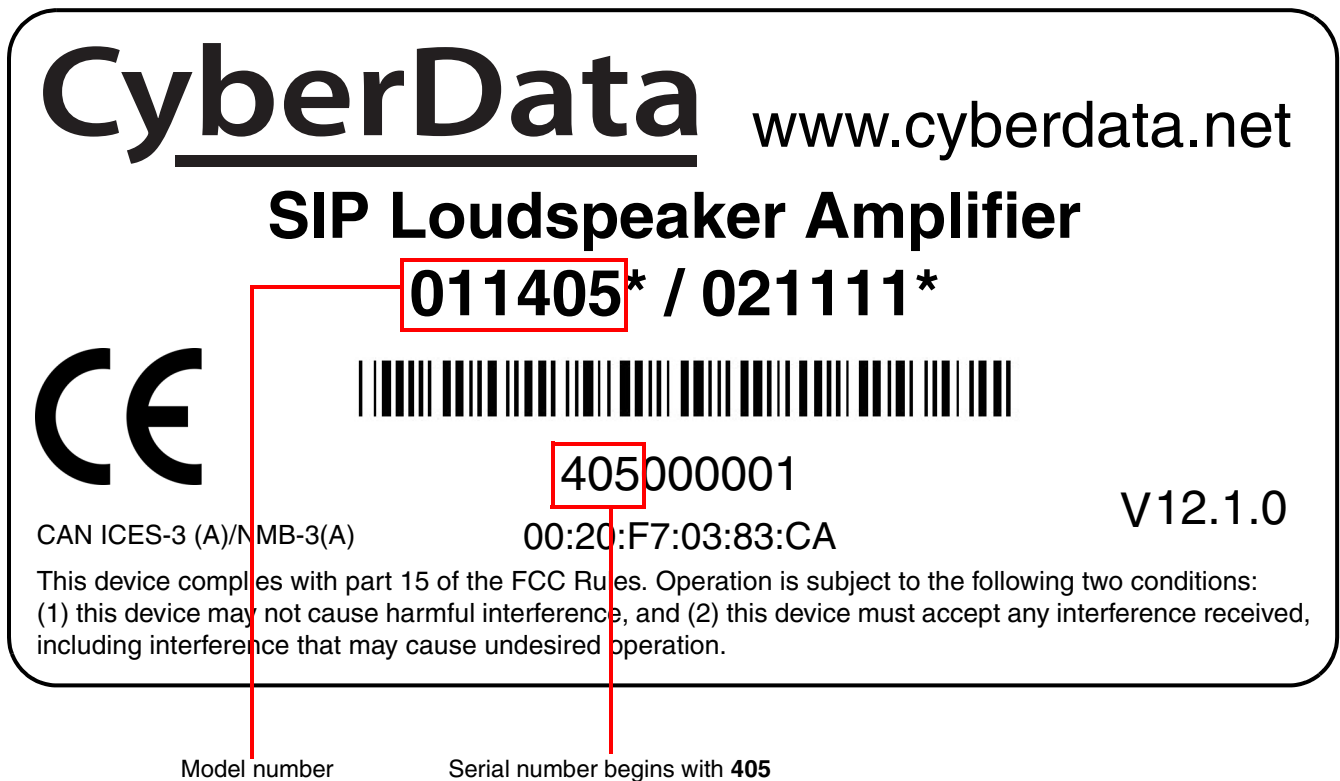 CyberData www.cyberdata.net
SIP Loudspeaker Amplifier
011405* / 021111*
405000001
V12.1.0
CAN ICES-3 (A)/NMB-3(A) 00:20:F7:03:83:CA
This device complies with part 15 of the FCC Rules. Operation is subject to the following two conditions:
(1) this device may not cause harmful interference, and (2) this device must accept any interference received,
including interference that may cause undesired operation.
Model number Serial number begins with 405